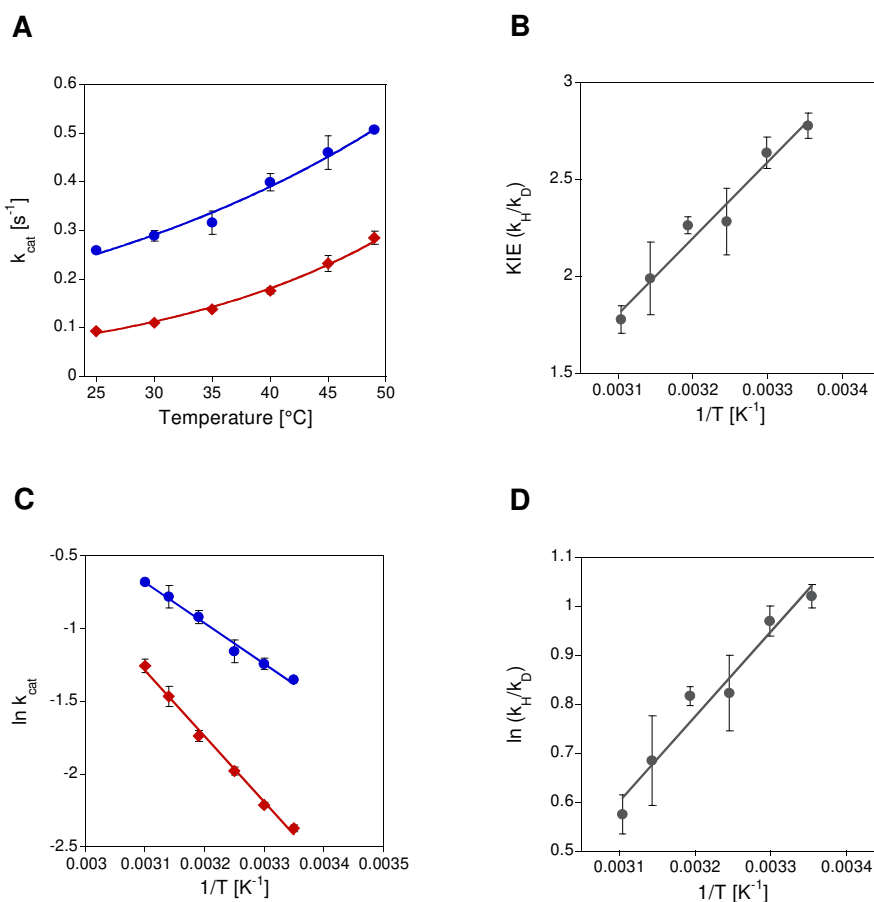 A
0.6
0.5
0.4
0.3
0.2
0.1
0
k_cat [s^-1]
25 30 35 40 45 50
Temperature [°C]
B
3
2.5
2
1.5
KIE (k_H/k_D)
0.0031 0.0032 0.0033 0.0034
1/T [K^-1]
C
-0.5
-1
-1.5
-2
-2.5
ln k_cat
0.003 0.0031 0.0032 0.0033 0.0034 0.0035
1/T [K^-1]
D
1.1
1
0.9
0.8
0.7
0.6
0.5
ln (k_H/k_D)
0.0031 0.0032 0.0033 0.0034
1/T [K^-1]